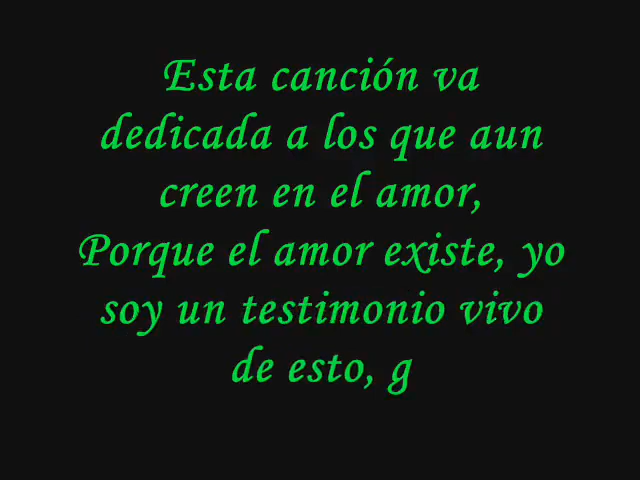 Esta canción va
dedicada a los que aun
creen en el amor,
Porque el amor existe, yo
soy un testimonio vivo
de esto, g